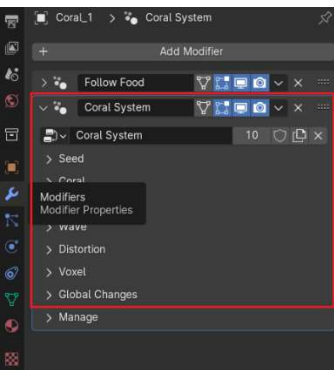 Coral_1 > Coral System
+ Add Modifier
Follow Food
Coral System
Coral System 10
Seed
Coral
Modifiers
Modifier Properties
Wave
Distortion
Voxel
Global Changes
Manage